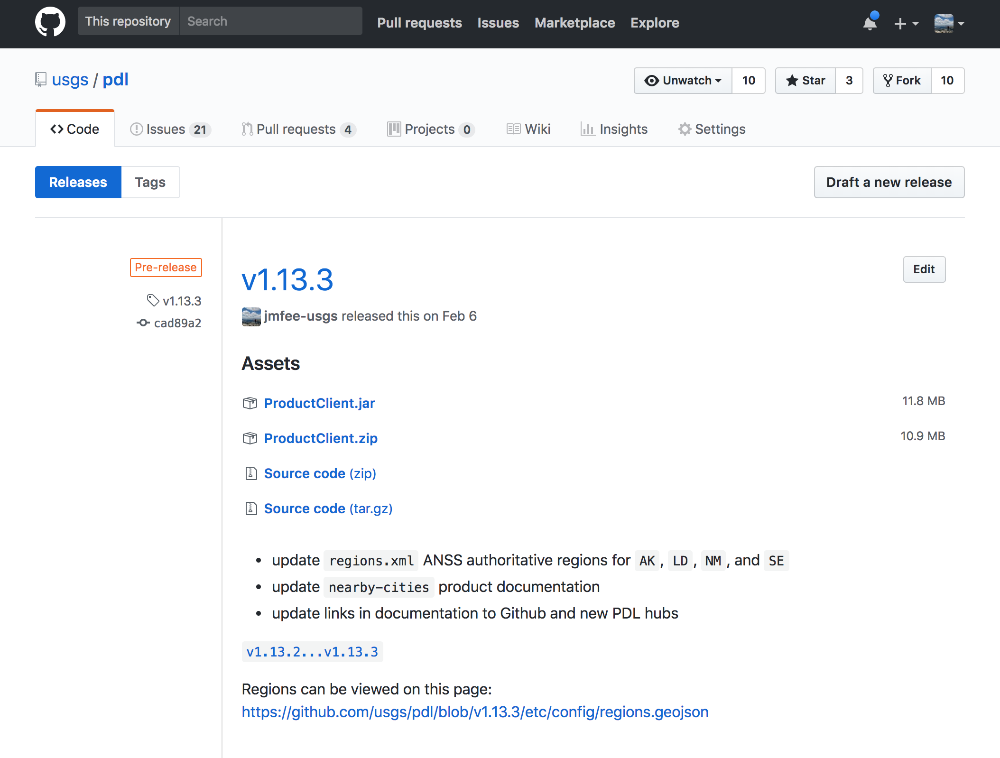 This repository Search Pull requests Issues Marketplace Explore
usgs / pdl Unwatch 10 Star 3 Fork 10
Code Issues 21 Pull requests 4 Projects 0 Wiki Insights Settings
Releases Tags Draft a new release
Pre-release
v1.13.3
cad89a2
v1.13.3 Edit
jmfee-usgs released this on Feb 6
Assets
ProductClient.jar 11.8 MB
ProductClient.zip 10.9 MB
Source code (zip)
Source code (tar.gz)
• update regions.xml ANSS authoritative regions for AK, LD, NM, and SE
• update nearby-cities product documentation
• update links in documentation to Github and new PDL hubs
v1.13.2...v1.13.3
Regions can be viewed on this page:
https://github.com/usgs/pdl/blob/v1.13.3/etc/config/regions.geojson